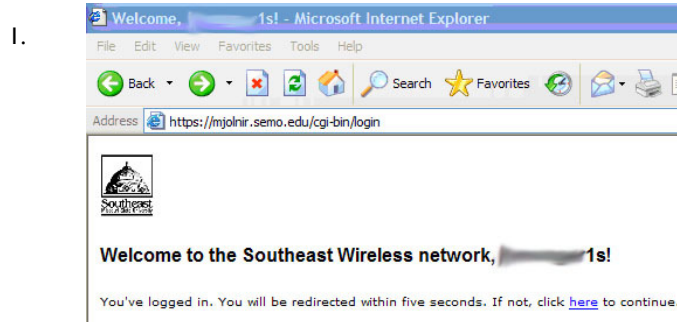 Welcome, 1s! - Microsoft Internet Explorer
I.
File Edit View Favorites Tools Help
Back Search Favorites
Address https://mjolnir.semo.edu/cgi-bin/login
Southeast
Welcome to the Southeast Wireless network, 1s!
You've logged in. You will be redirected within five seconds. If not, click here to continue.